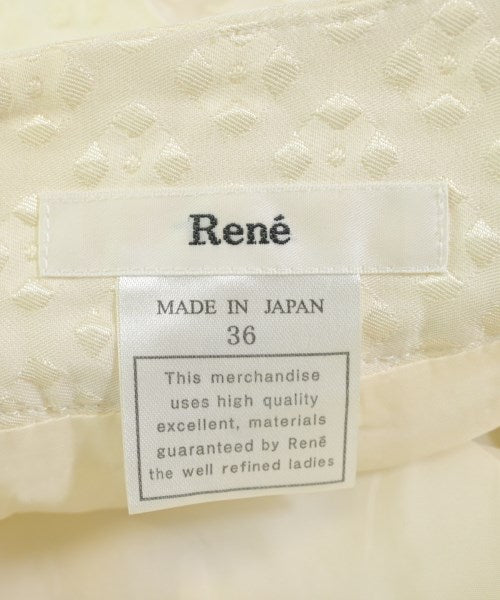 René
MADE IN JAPAN
36
This merchandise
uses high quality
excellent, materials
guaranteed by René
the well refined ladies